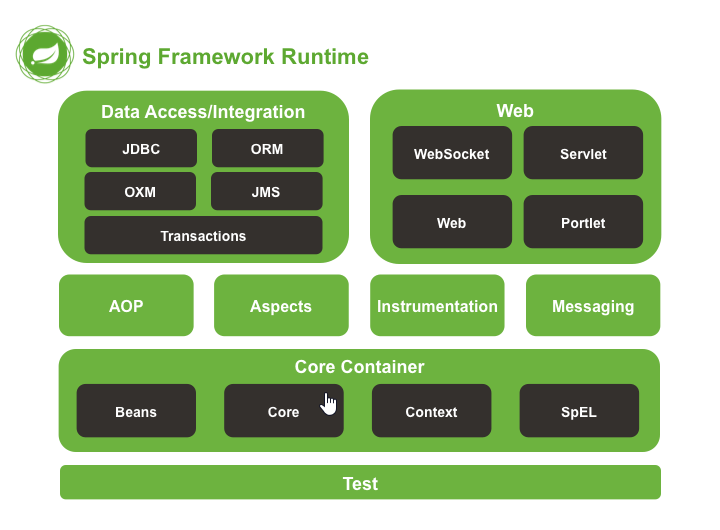 Spring Framework Runtime
Data Access/Integration
JDBC
ORM
OXM
JMS
Transactions
Web
WebSocket
Servlet
Web
Portlet
AOP
Aspects
Instrumentation
Messaging
Core Container
Beans
Core
Context
SpEL
Test